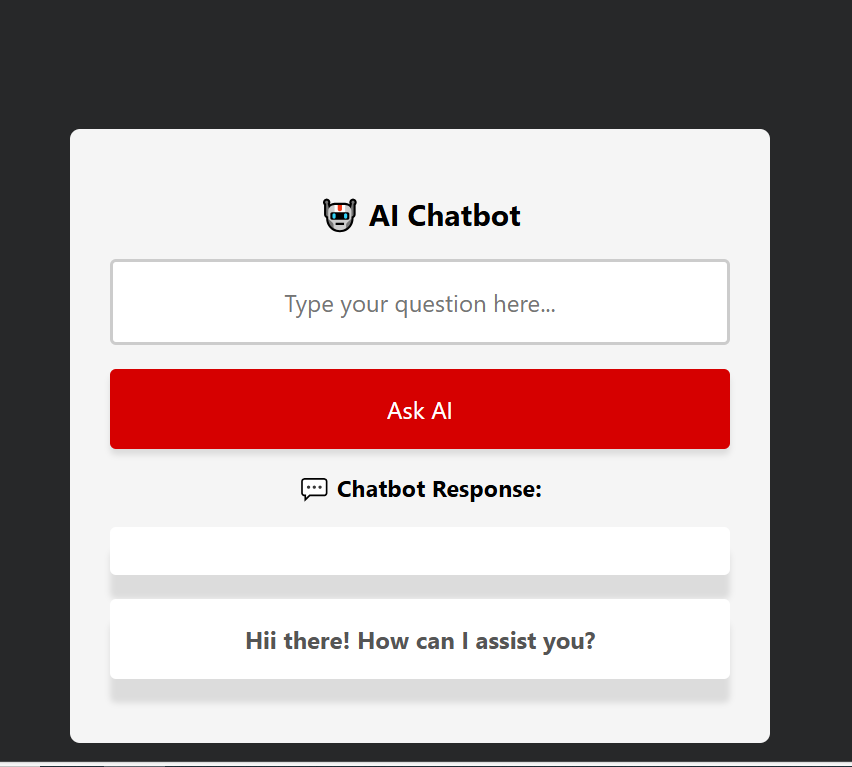 AI Chatbot
Type your question here...
Ask AI
Chatbot Response:
Hii there! How can I assist you?